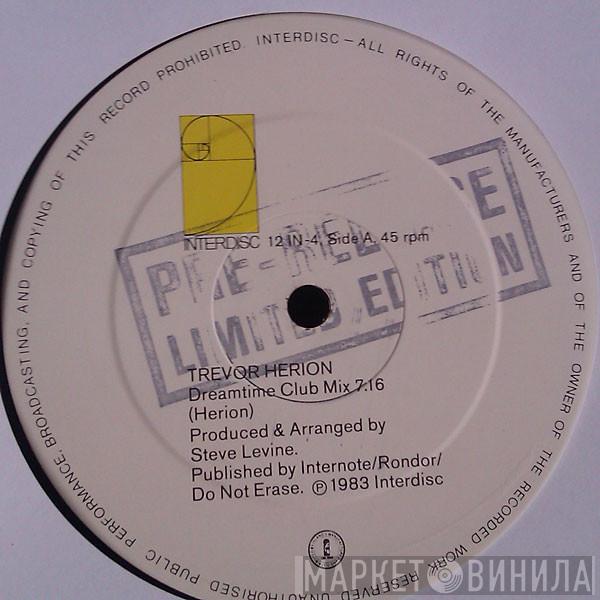 PERFORMANCE, BROADCASTING, AND COPYING OF THIS RECORD PROHIBITED. INTERDISC – ALL RIGHTS OF THE MANUFACTURERS AND OF THE OWNER OF THE RECORDED WORK RESERVED UNAUTHORISED PUBLIC
INTERDISC 12 IN-4, Side A, 45 rpm
PRE-RELEASE
LIMITED EDITION
TREVOR HERION
Dreamtime Club Mix 7:16
(Herion)
Produced & Arranged by
Steve Levine.
Published by Internote/Rondor/
Do Not Erase. ℗ 1983 Interdisc
МАРКЕТ ВИНИЛА